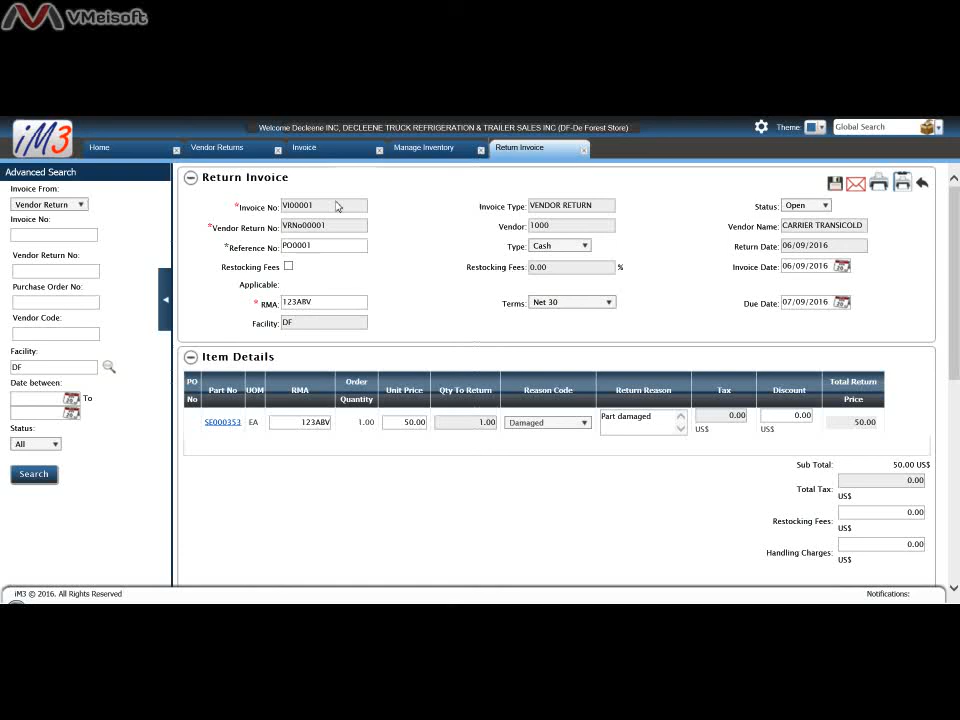 VMeisoft
iM3
Welcome Decleene INC, DECLEENE TRUCK REFRIGERATION & TRAILER SALES INC (DF-De Forest Store)
Theme:
Global Search
Home
Vendor Returns
Invoice
Manage Inventory
Return Invoice
Advanced Search
Invoice From:
Vendor Return
Invoice No:
Vendor Return No:
Purchase Order No:
Vendor Code:
Facility:
DF
Date between:
To
Status:
All
Search
Return Invoice
*Invoice No: VI00001 Invoice Type: VENDOR RETURN Status: Open
*Vendor Return No: VRNo00001 Vendor: 1000 Vendor Name: CARRIER TRANSICOLD
*Reference No: PO0001 Type: Cash Return Date: 06/09/2016
Restocking Fees Applicable: Restocking Fees: 0.00 % Invoice Date: 06/09/2016
* RMA: 123ABV Terms: Net 30 Due Date: 07/09/2016
Facility: DF
Item Details
PO No Part No UOM RMA Order Quantity Unit Price Qty To Return Reason Code Return Reason Tax Discount Total Return Price
SE000353 EA 123ABV 1.00 50.00 1.00 Damaged Part damaged 0.00 US$ 0.00 US$ 50.00
Sub Total: 50.00 US$
Total Tax: 0.00 US$
Restocking Fees: 0.00 US$
Handling Charges: 0.00 US$
iM3 © 2016. All Rights Reserved
Notifications: